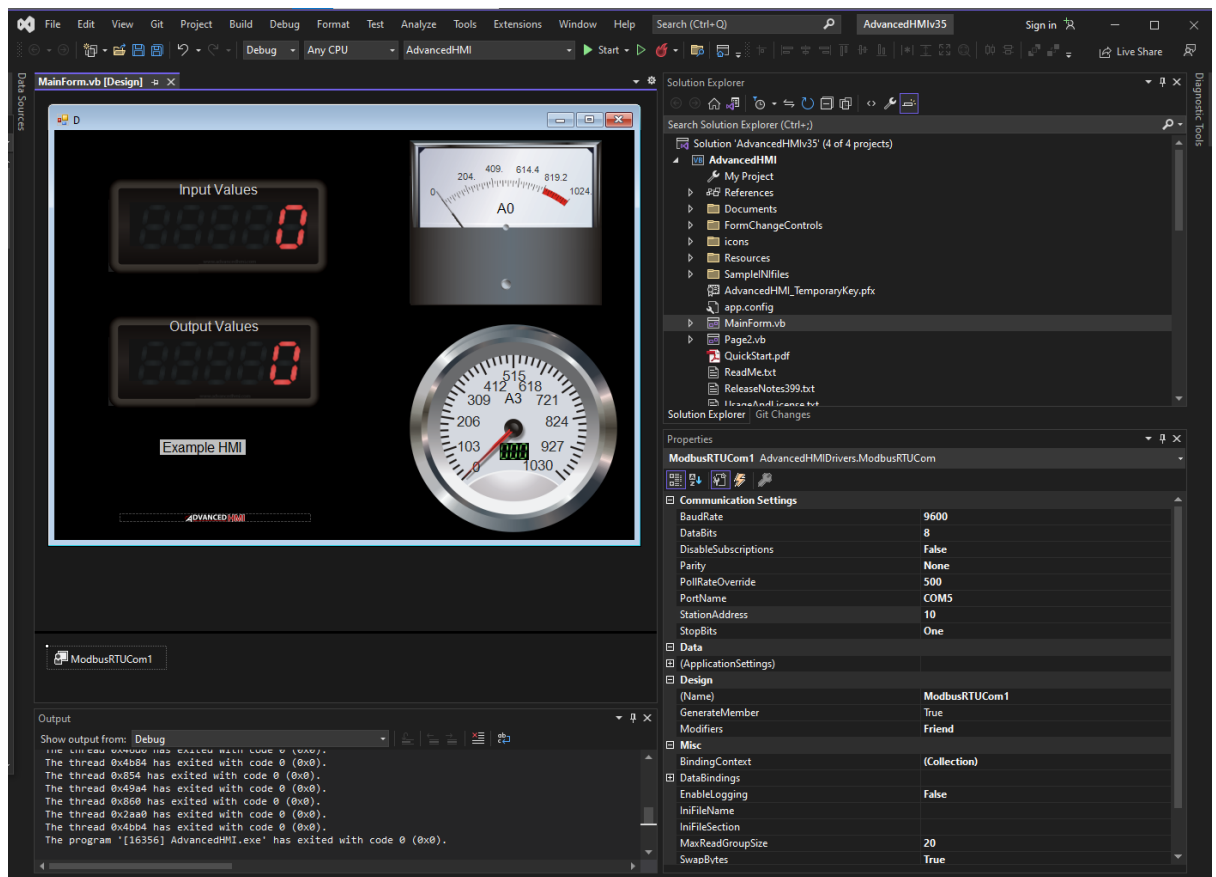 File Edit View Git Project Build Debug Format Test Analyze Tools Extensions Window Help Search (Ctrl+Q) AdvancedHMIv35 Sign in
Debug Any CPU AdvancedHMI Start Live Share
Data Sources
MainForm.vb [Design]
D
Input Values
0
204. 409. 614.4 819.2
0 1024.
A0
Output Values
0
515
412 618
309 A3 721
206 824
103 927
0 000 1030
Example HMI
ADVANCED HMI
ModbusRTUCom1
Output
Show output from: Debug
The thread 0x4b84 has exited with code 0 (0x0).
The thread 0x854 has exited with code 0 (0x0).
The thread 0x49a4 has exited with code 0 (0x0).
The thread 0x860 has exited with code 0 (0x0).
The thread 0x2aa0 has exited with code 0 (0x0).
The thread 0x4bb4 has exited with code 0 (0x0).
The program '[16356] AdvancedHMI.exe' has exited with code 0 (0x0).
Solution Explorer
Search Solution Explorer (Ctrl+;)
Solution 'AdvancedHMIv35' (4 of 4 projects)
VB AdvancedHMI
My Project
References
Documents
FormChangeControls
icons
Resources
SampleINIfiles
AdvancedHMI_TemporaryKey.pfx
app.config
MainForm.vb
Page2.vb
QuickStart.pdf
ReadMe.txt
ReleaseNotes399.txt
UsageAndLicense.txt
Solution Explorer Git Changes
Properties
ModbusRTUCom1 AdvancedHMIDrivers.ModbusRTUCom
Communication Settings
BaudRate 9600
DataBits 8
DisableSubscriptions False
Parity None
PollRateOverride 500
PortName COM5
StationAddress 10
StopBits One
Data
(ApplicationSettings)
Design
(Name) ModbusRTUCom1
GenerateMember True
Modifiers Friend
Misc
BindingContext (Collection)
DataBindings
EnableLogging False
IniFileName
IniFileSection
MaxReadGroupSize 20
SwapBytes True
Diagnostic Tools